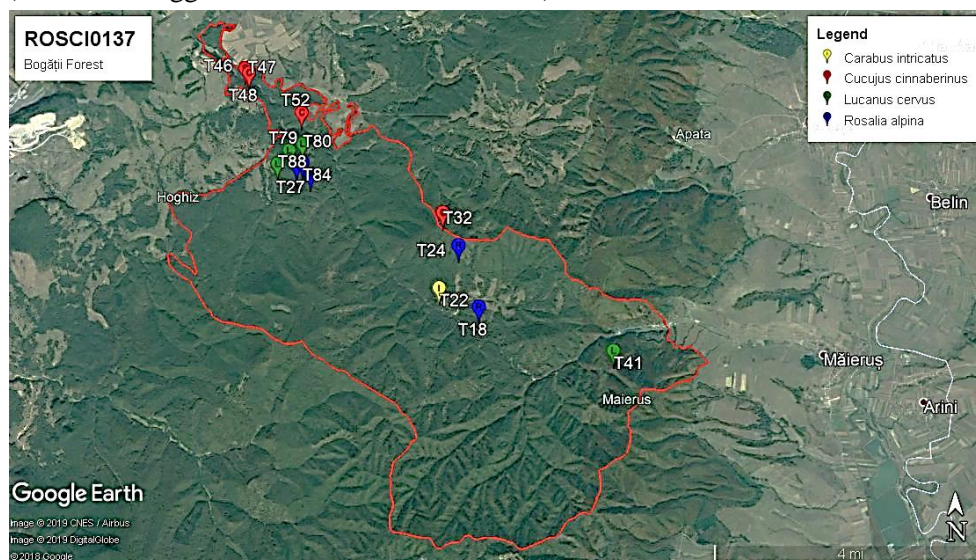 ROSCI0137
Bogății Forest
Legend
Carabus intricatus
Cucujus cinnaberinus
Lucanus cervus
Rosalia alpina
T46
T47
T48
T52
T79
T80
T88
T84
T27
Hoghiz
Apata
Belin
T32
T24
T22
T18
T41
Măieruș
Maierus
Arini
Google Earth
Image © 2019 CNES / Airbus
Image © 2019 DigitalGlobe
© 2018 Google
4 mi
N